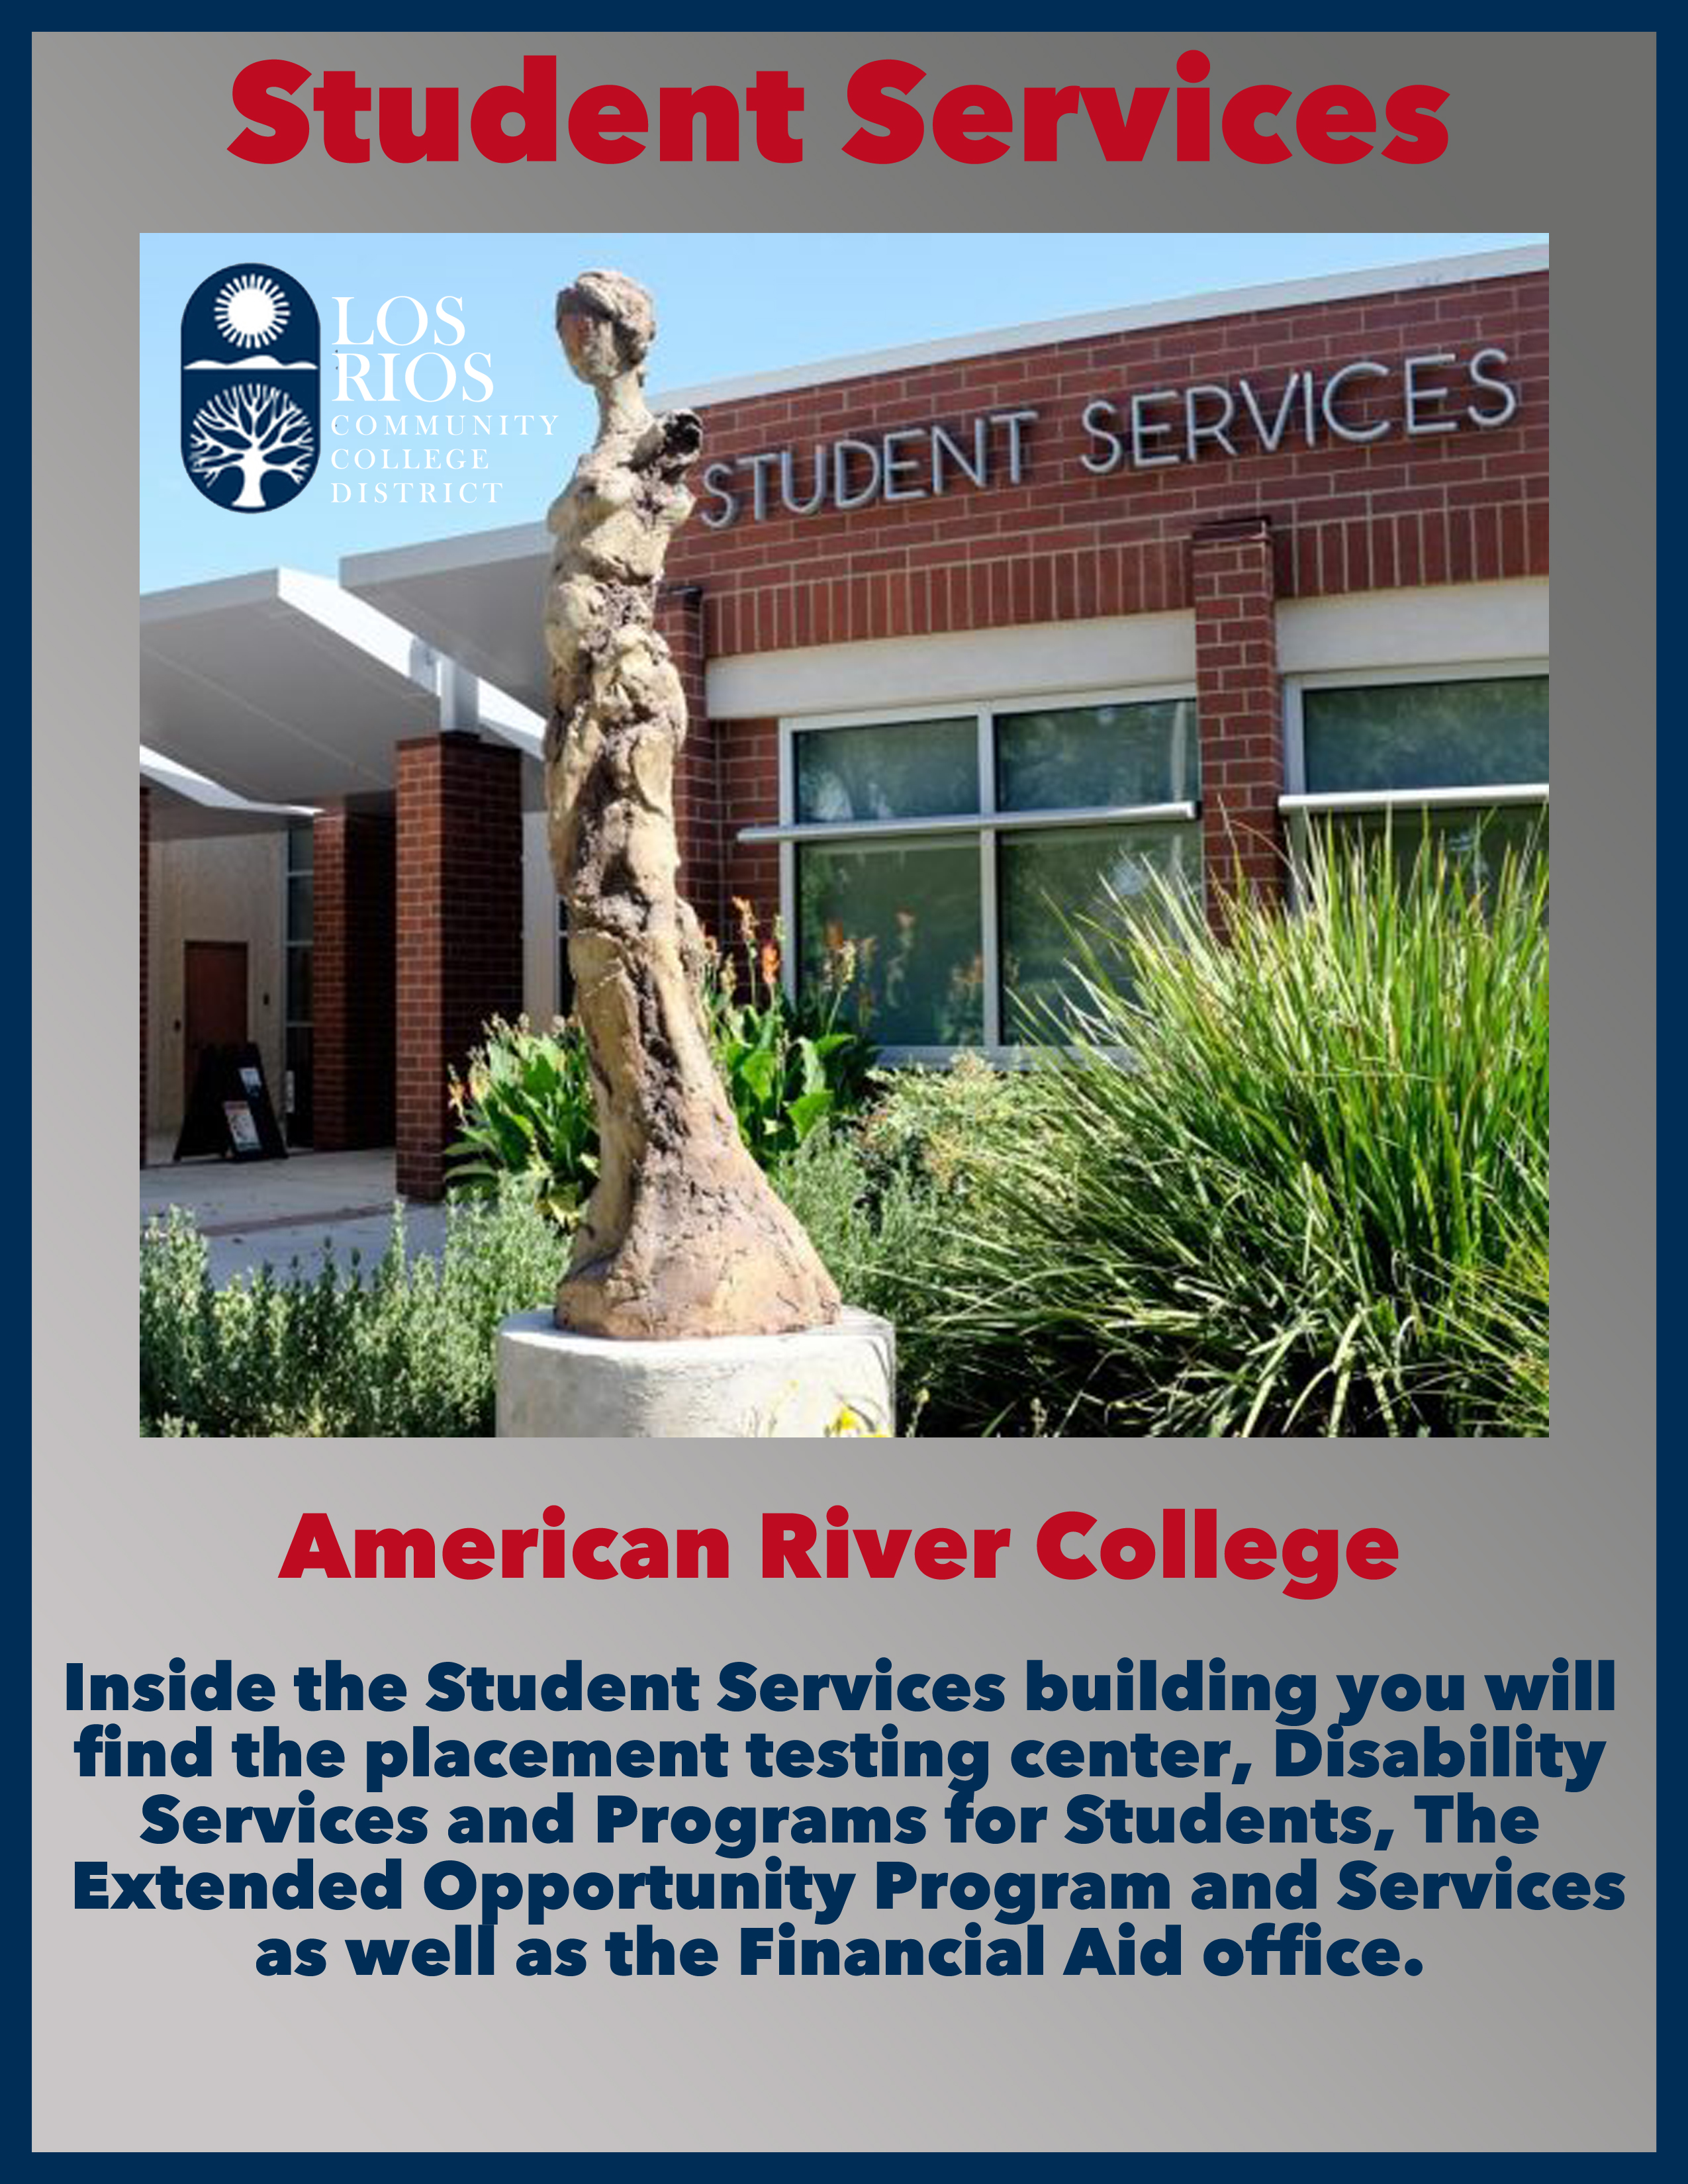 Student Services
LOS
RIOS
COMMUNITY
COLLEGE
DISTRICT
STUDENT SERVICES
American River College
Inside the Student Services building you will
find the placement testing center, Disability
Services and Programs for Students, The
Extended Opportunity Program and Services
as well as the Financial Aid office.